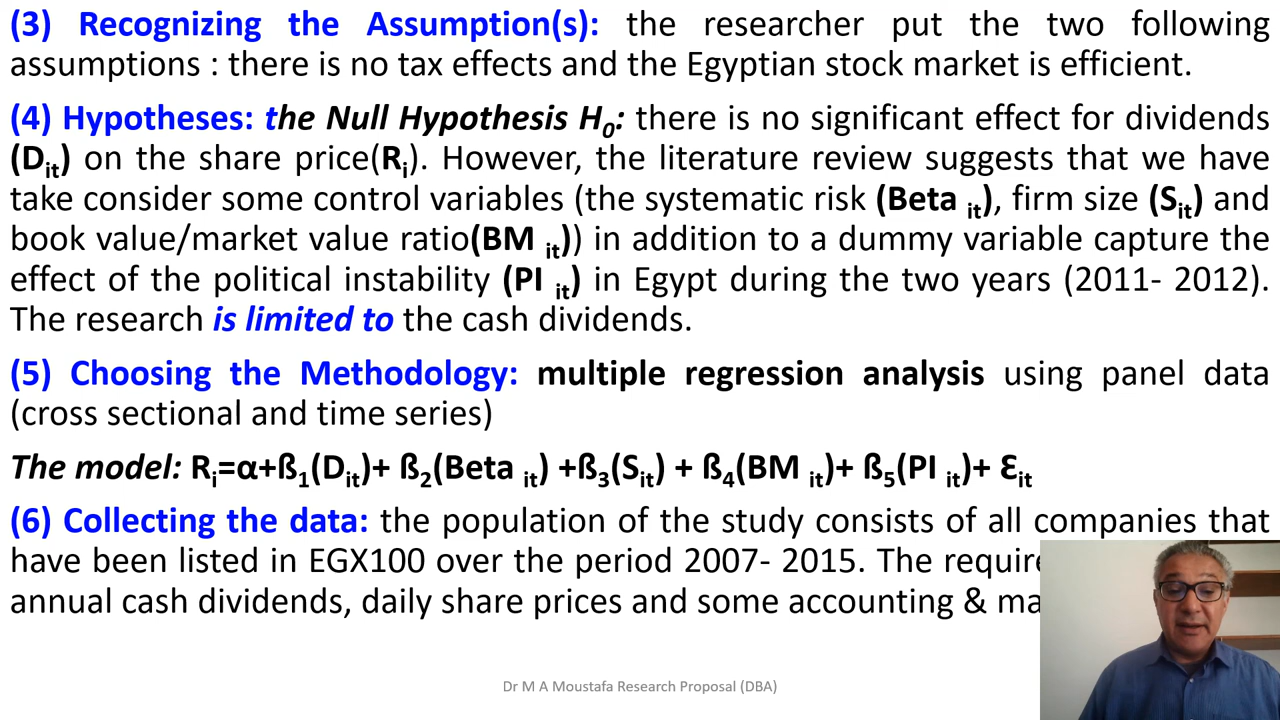 (3) Recognizing the Assumption(s): the researcher put the two following
assumptions : there is no tax effects and the Egyptian stock market is efficient.
(4) Hypotheses: the Null Hypothesis H0: there is no significant effect for dividends
(Dit) on the share price(Ri). However, the literature review suggests that we have
take consider some control variables (the systematic risk (Beta it), firm size (Sit) and
book value/market value ratio(BM it)) in addition to a dummy variable capture the
effect of the political instability (PI it) in Egypt during the two years (2011- 2012).
The research is limited to the cash dividends.
(5) Choosing the Methodology: multiple regression analysis using panel data
(cross sectional and time series)
The model: Ri=α+ß1(Dit)+ ß2(Beta it) +ß3(Sit) + ß4(BM it)+ ß5(PI it)+ Ɛit
(6) Collecting the data: the population of the study consists of all companies that
have been listed in EGX100 over the period 2007- 2015. The
annual cash dividends, daily share prices and some accounting &
Dr M A Moustafa Research Proposal (DBA)